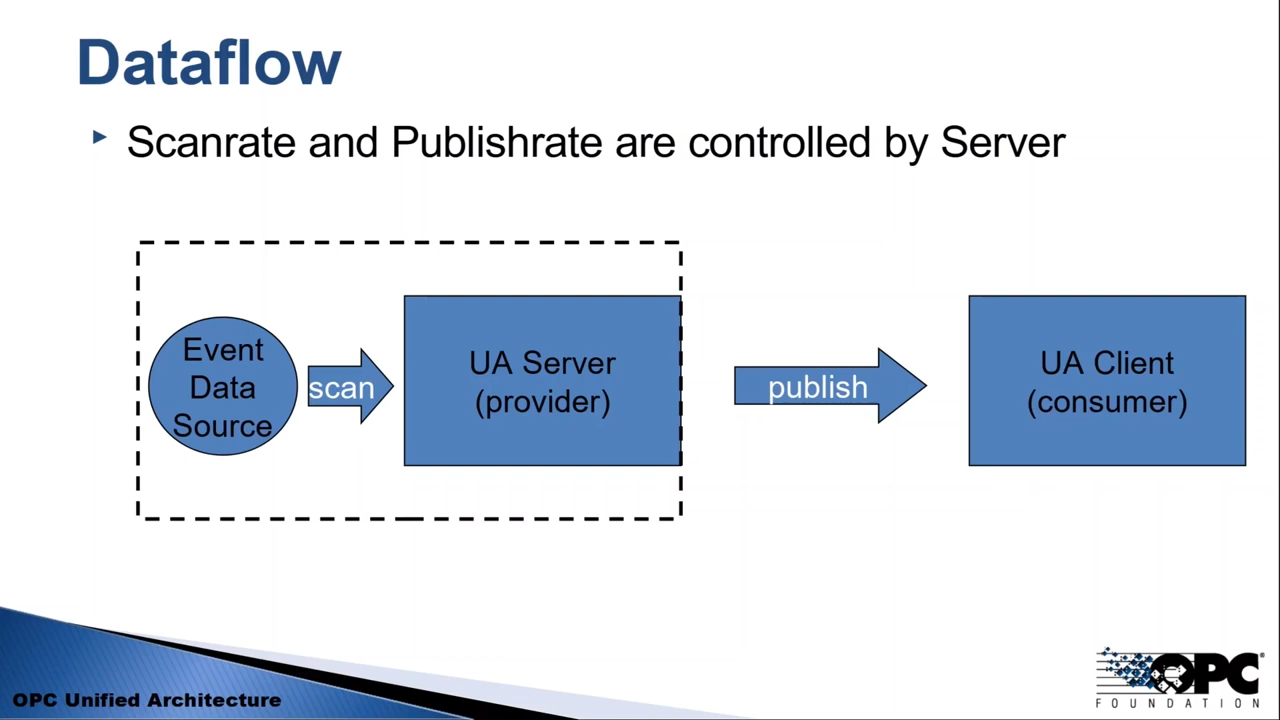 Dataflow
Scanrate and Publishrate are controlled by Server
Event
Data
Source
scan
UA Server
(provider)
publish
UA Client
(consumer)
OPC Unified Architecture
OPC
FOUNDATION